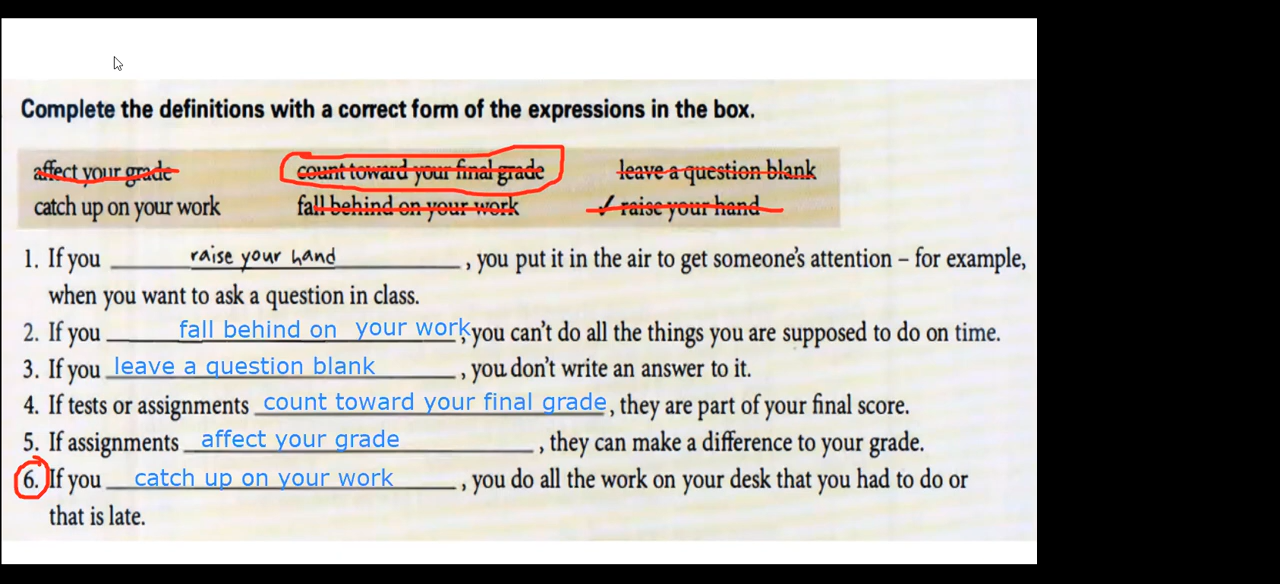 Complete the definitions with a correct form of the expressions in the box.
affect your grade count toward your final grade leave a question blank
catch up on your work fall behind on your work ✓ raise your hand
1. If you raise your hand, you put it in the air to get someone's attention – for example,
when you want to ask a question in class.
2. If you fall behind on your work, you can't do all the things you are supposed to do on time.
3. If you leave a question blank, you don't write an answer to it.
4. If tests or assignments count toward your final grade, they are part of your final score.
5. If assignments affect your grade, they can make a difference to your grade.
6. If you catch up on your work, you do all the work on your desk that you had to do or
that is late.